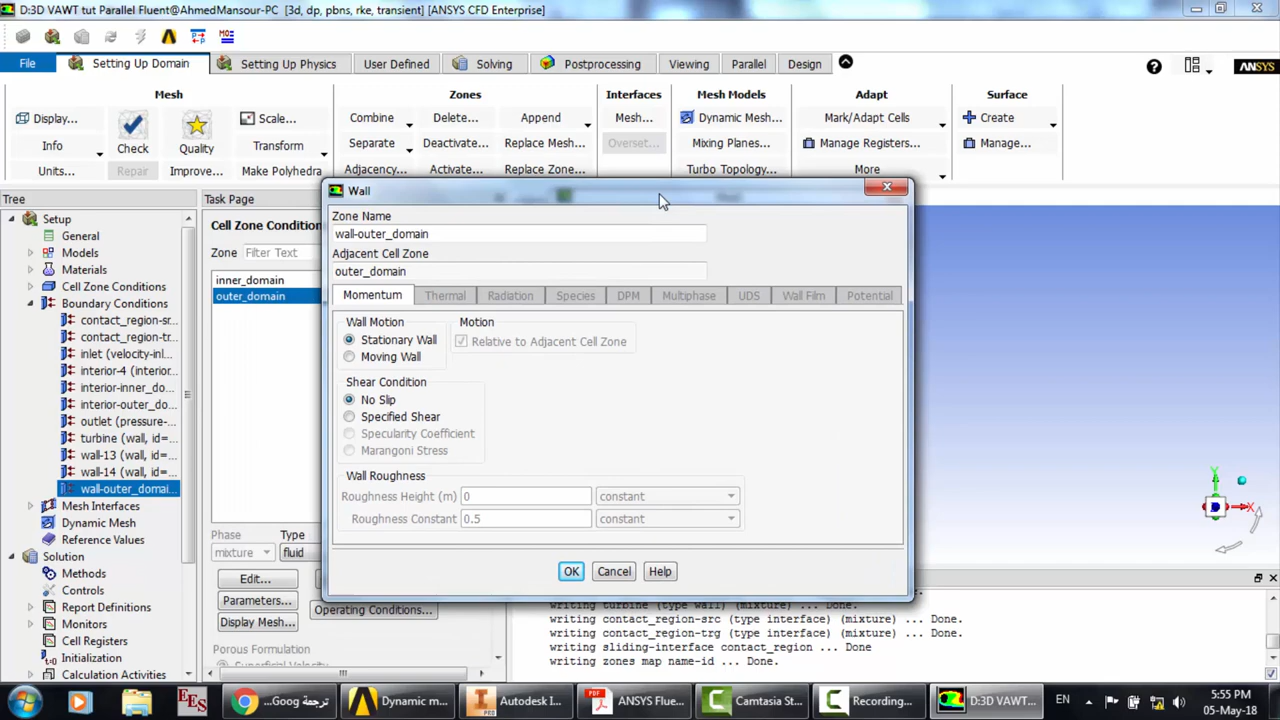 D:3D VAWT tut Parallel Fluent@AhmedMansour-PC [3d, dp, pbns, rke, transient] [ANSYS CFD Enterprise]
File
Setting Up Domain
Setting Up Physics
User Defined
Solving
Postprocessing
Viewing
Parallel
Design
ANSYS
Mesh
Zones
Interfaces
Mesh Models
Adapt
Surface
Display...
Scale...
Combine
Delete...
Append
Mesh...
Dynamic Mesh...
Mark/Adapt Cells
Create
Info
Check
Quality
Transform
Separate
Deactivate...
Replace Mesh...
Overset...
Mixing Planes...
Manage Registers...
Manage...
Units...
Repair
Improve...
Make Polyhedra
Adjacency...
Activate...
Replace Zone...
Turbo Topology...
More
Tree
Setup
General
Models
Materials
Cell Zone Conditions
Boundary Conditions
contact_region-sr...
contact_region-tr...
inlet (velocity-inl...
interior-4 (interior...
interior-inner_do...
interior-outer_do...
outlet (pressure-...
turbine (wall, id=...
wall-13 (wall, id=...
wall-14 (wall, id=...
wall-outer_domai...
Mesh Interfaces
Dynamic Mesh
Reference Values
Solution
Methods
Controls
Report Definitions
Monitors
Cell Registers
Initialization
Calculation Activities
Task Page
Cell Zone Condition
Zone Filter Text
inner_domain
outer_domain
Phase
Type
mixture
fluid
Edit...
Parameters...
Operating Conditions...
Display Mesh...
Porous Formulation
Superficial Velocity
Wall
Zone Name
wall-outer_domain
Adjacent Cell Zone
outer_domain
Momentum
Thermal
Radiation
Species
DPM
Multiphase
UDS
Wall Film
Potential
Wall Motion
Motion
Stationary Wall
Relative to Adjacent Cell Zone
Moving Wall
Shear Condition
No Slip
Specified Shear
Specularity Coefficient
Marangoni Stress
Wall Roughness
Roughness Height (m) 0 constant
Roughness Constant 0.5 constant
OK
Cancel
Help
Y
X
writing turbine (type wall) (mixture) ... Done.
writing contact_region-src (type interface) (mixture) ... Done.
writing contact_region-trg (type interface) (mixture) ... Done.
writing sliding-interface contact_region ... Done
writing zones map name-id ... Done.
EES
ترجمة Goog...
Dynamic m...
Autodesk I...
ANSYS Flue...
Camtasia St...
Recording...
D:3D VAWT...
EN
5:55 PM
05-May-18